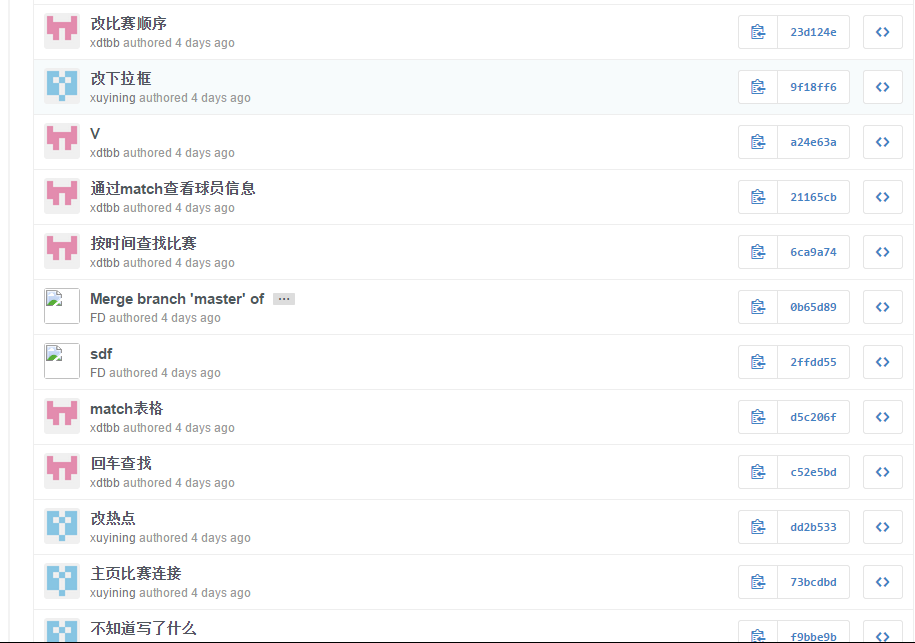 改比赛顺序
xdtbb authored 4 days ago
23d124e
改下拉框
xuyining authored 4 days ago
9f18ff6
V
xdtbb authored 4 days ago
a24e63a
通过match查看球员信息
xdtbb authored 4 days ago
21165cb
按时间查找比赛
xdtbb authored 4 days ago
6ca9a74
Merge branch 'master' of ...
FD authored 4 days ago
0b65d89
sdf
FD authored 4 days ago
2ffdd55
match表格
xdtbb authored 4 days ago
d5c206f
回车查找
xdtbb authored 4 days ago
c52e5bd
改热点
xuyining authored 4 days ago
dd2b533
主页比赛连接
xuyining authored 4 days ago
73bcdbd
不知道写了什么
f9bbe9b